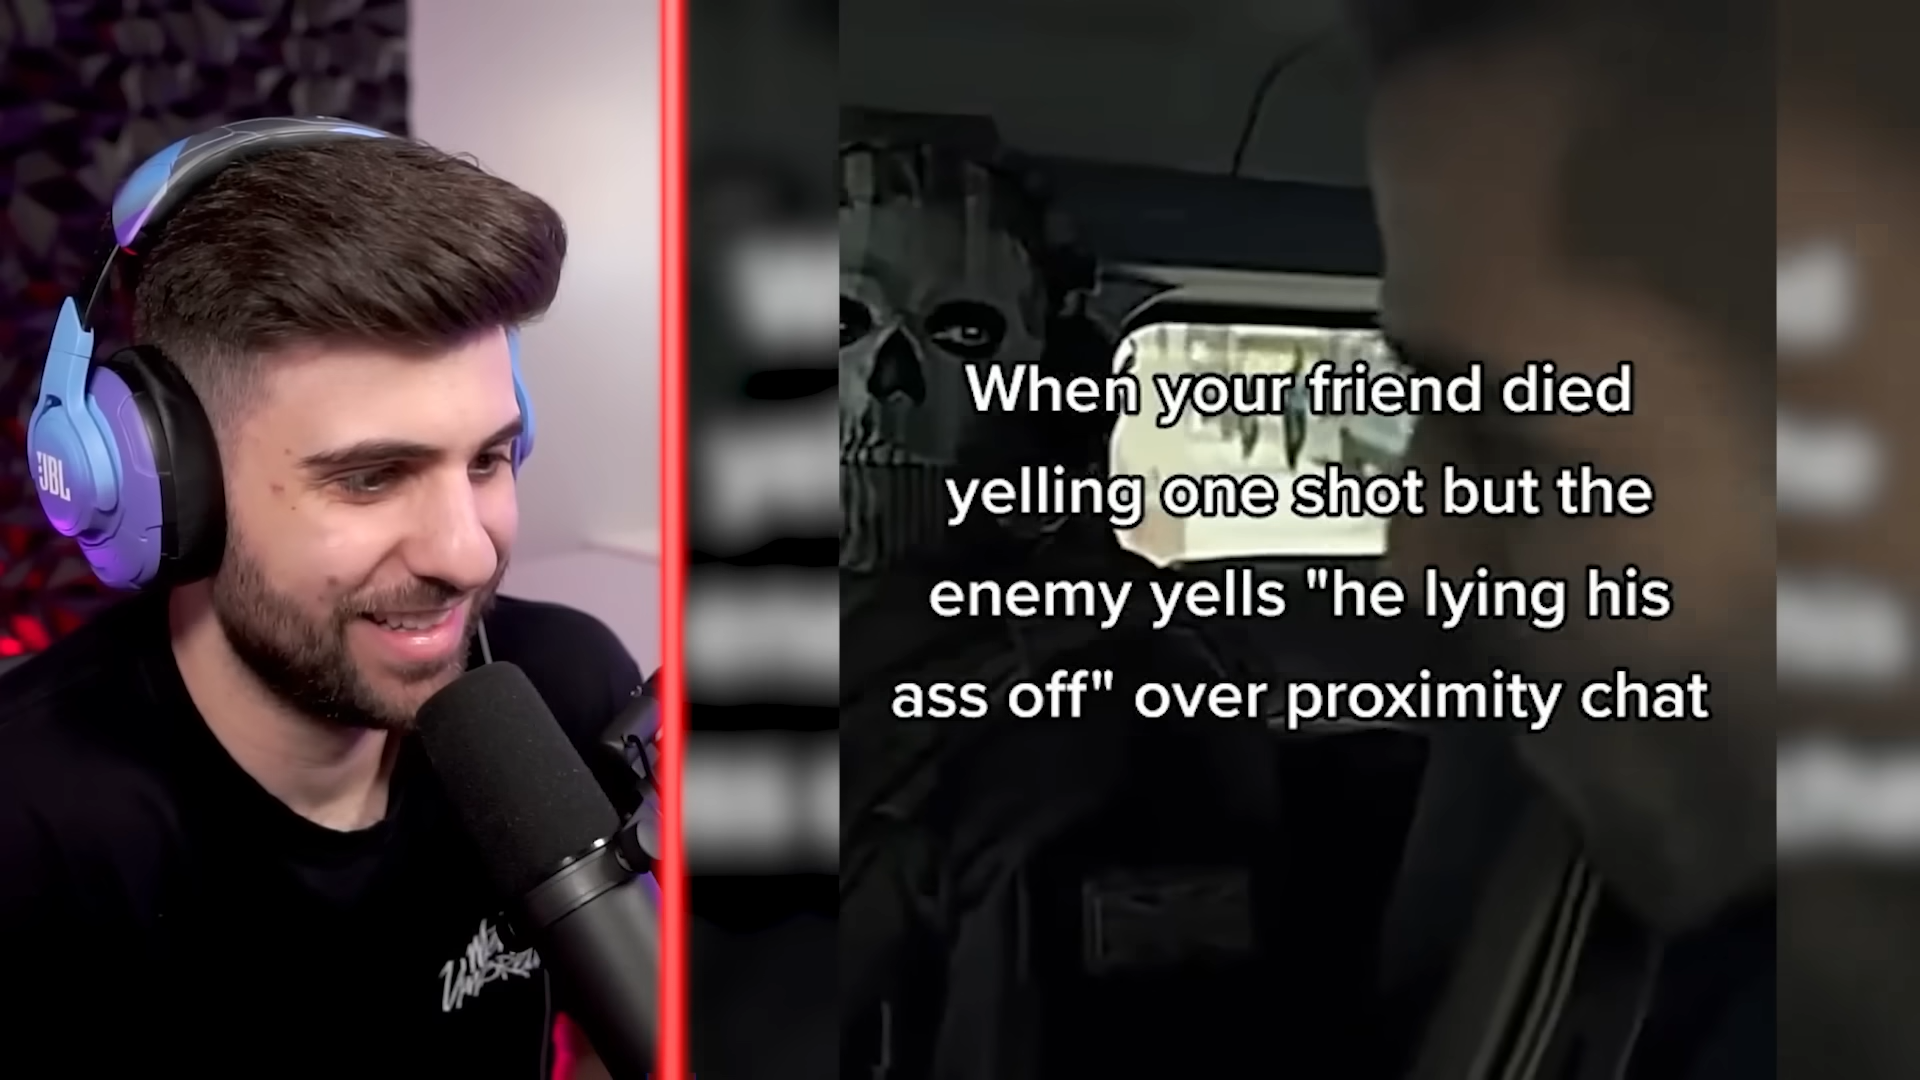 JBL
When your friend died
yelling one shot but the
enemy yells "he lying his
ass off" over proximity chat